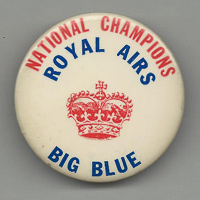 NATIONAL CHAMPIONS
ROYAL AIRS
BIG BLUE